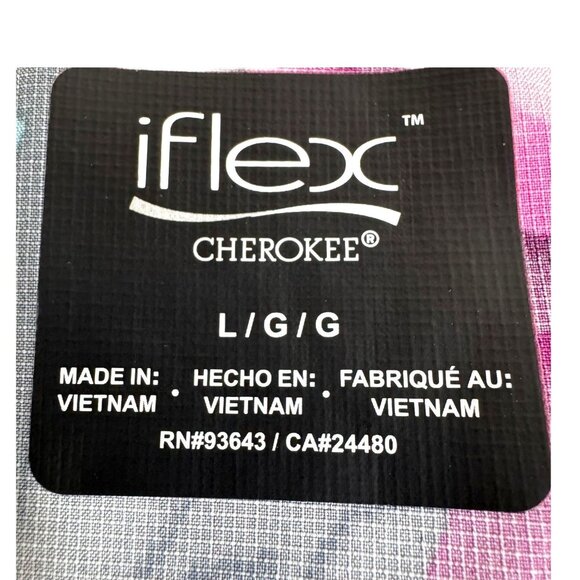 iflex™
CHEROKEE®
L / G / G
MADE IN: • HECHO EN: • FABRIQUÉ AU:
VIETNAM VIETNAM VIETNAM
RN#93643 / CA#24480